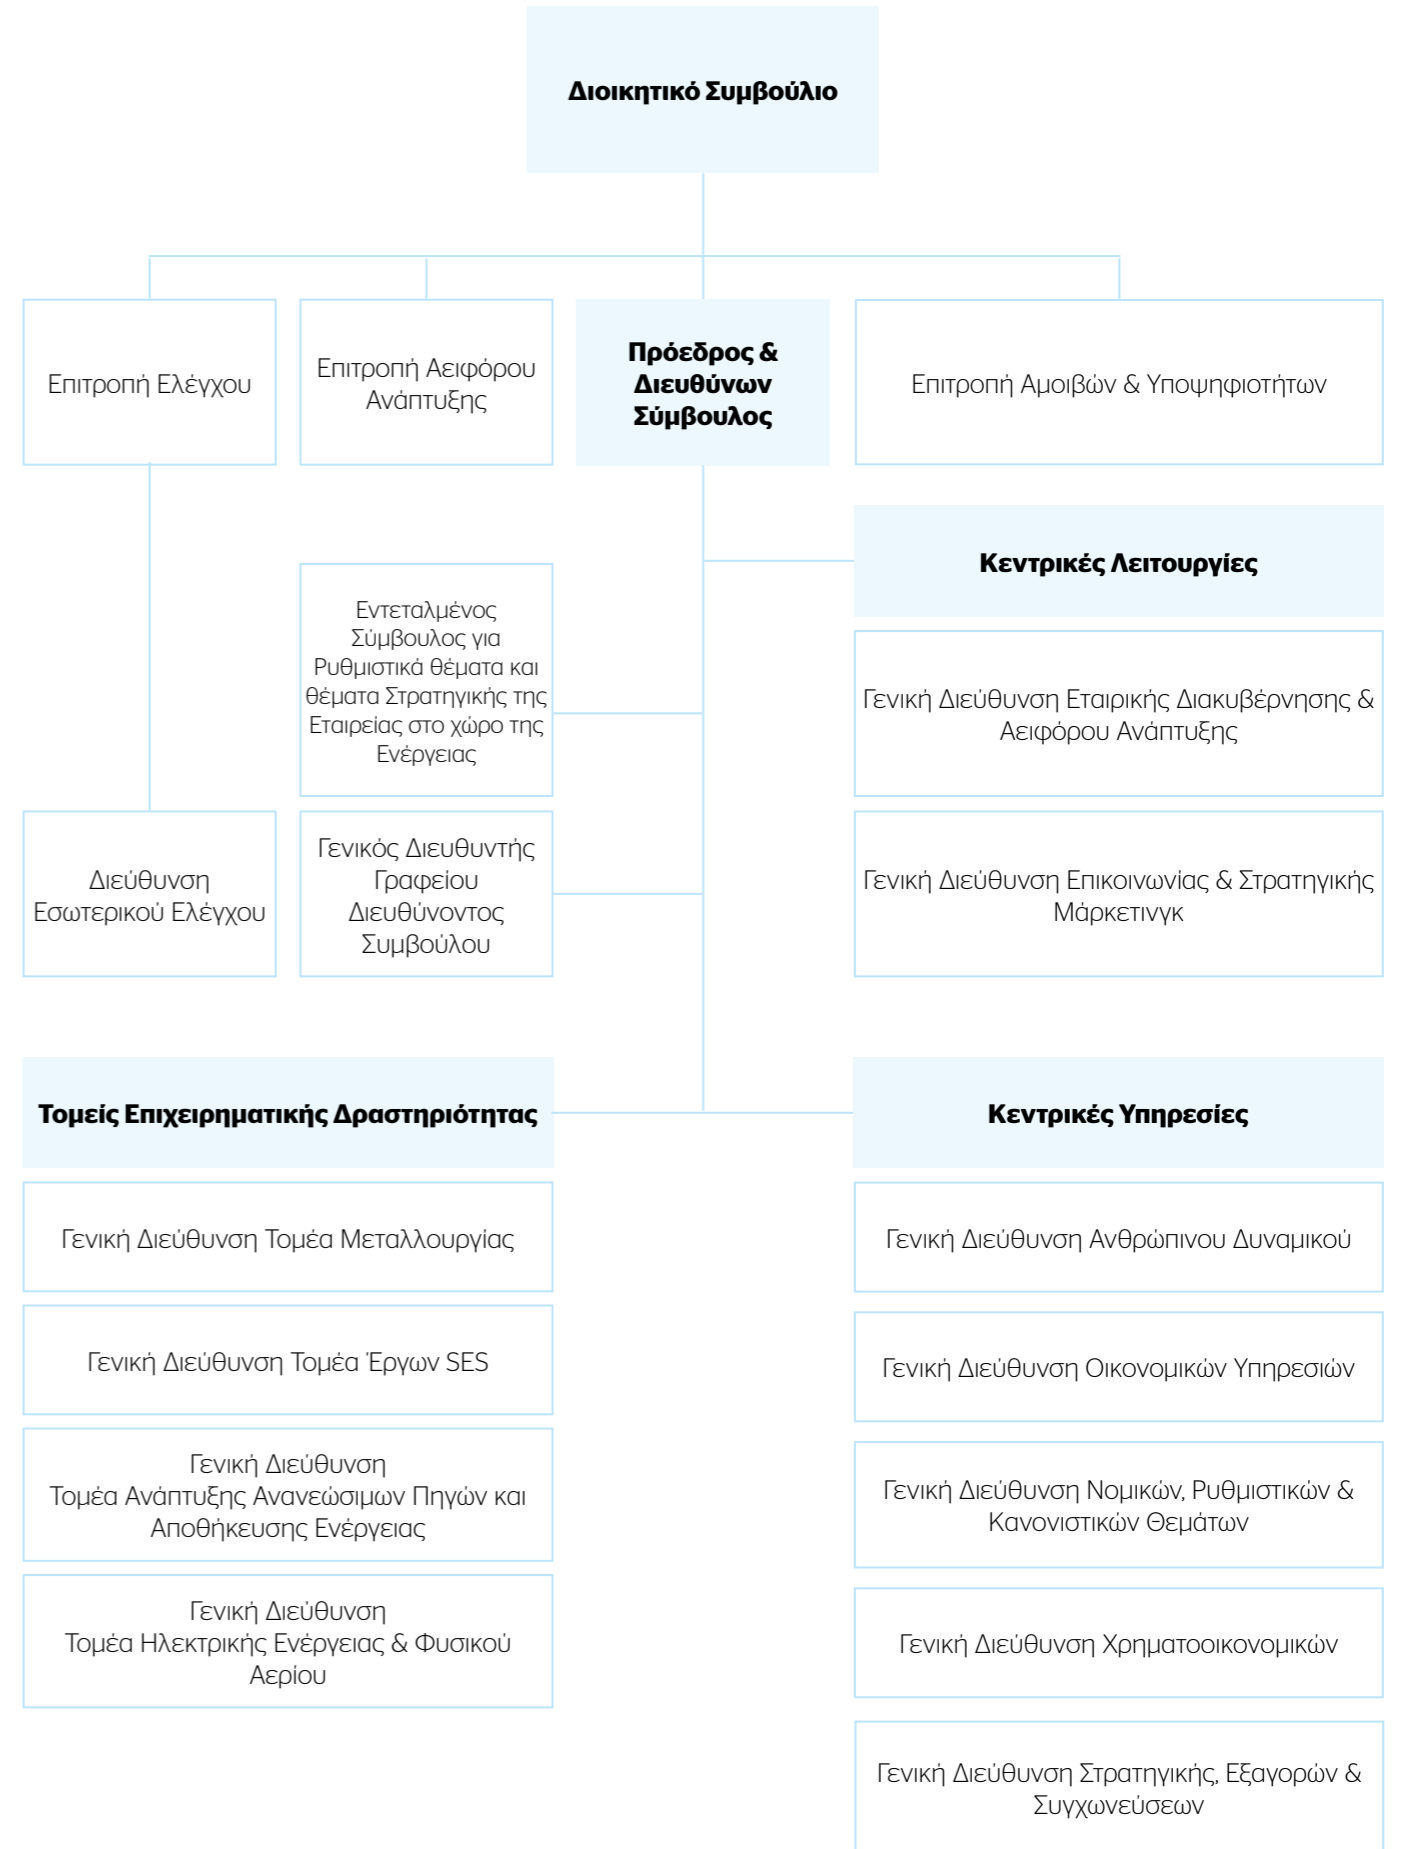 Διοικητικό Συμβούλιο
Επιτροπή Ελέγχου
Επιτροπή Αειφόρου
Ανάπτυξης
Πρόεδρος &
Διευθύνων
Σύμβουλος
Επιτροπή Αμοιβών & Υποψηφιοτήτων
Κεντρικές Λειτουργίες
Εντεταλμένος
Σύμβουλος για
Ρυθμιστικά θέματα και
θέματα Στρατηγικής της
Εταιρείας στο χώρο της
Ενέργειας
Γενική Διεύθυνση Εταιρικής Διακυβέρνησης &
Αειφόρου Ανάπτυξης
Διεύθυνση
Εσωτερικού Ελέγχου
Γενικός Διευθυντής
Γραφείου
Διευθύνοντος
Συμβούλου
Γενική Διεύθυνση Επικοινωνίας & Στρατηγικής
Μάρκετινγκ
Τομείς Επιχειρηματικής Δραστηριότητας
Γενική Διεύθυνση Τομέα Μεταλλουργίας
Γενική Διεύθυνση Τομέα Έργων SES
Γενική Διεύθυνση
Τομέα Ανάπτυξης Ανανεώσιμων Πηγών και
Αποθήκευσης Ενέργειας
Γενική Διεύθυνση
Τομέα Ηλεκτρικής Ενέργειας & Φυσικού
Αερίου
Κεντρικές Υπηρεσίες
Γενική Διεύθυνση Ανθρώπινου Δυναμικού
Γενική Διεύθυνση Οικονομικών Υπηρεσιών
Γενική Διεύθυνση Νομικών, Ρυθμιστικών &
Κανονιστικών Θεμάτων
Γενική Διεύθυνση Χρηματοοικονομικών
Γενική Διεύθυνση Στρατηγικής, Εξαγορών &
Συγχωνεύσεων